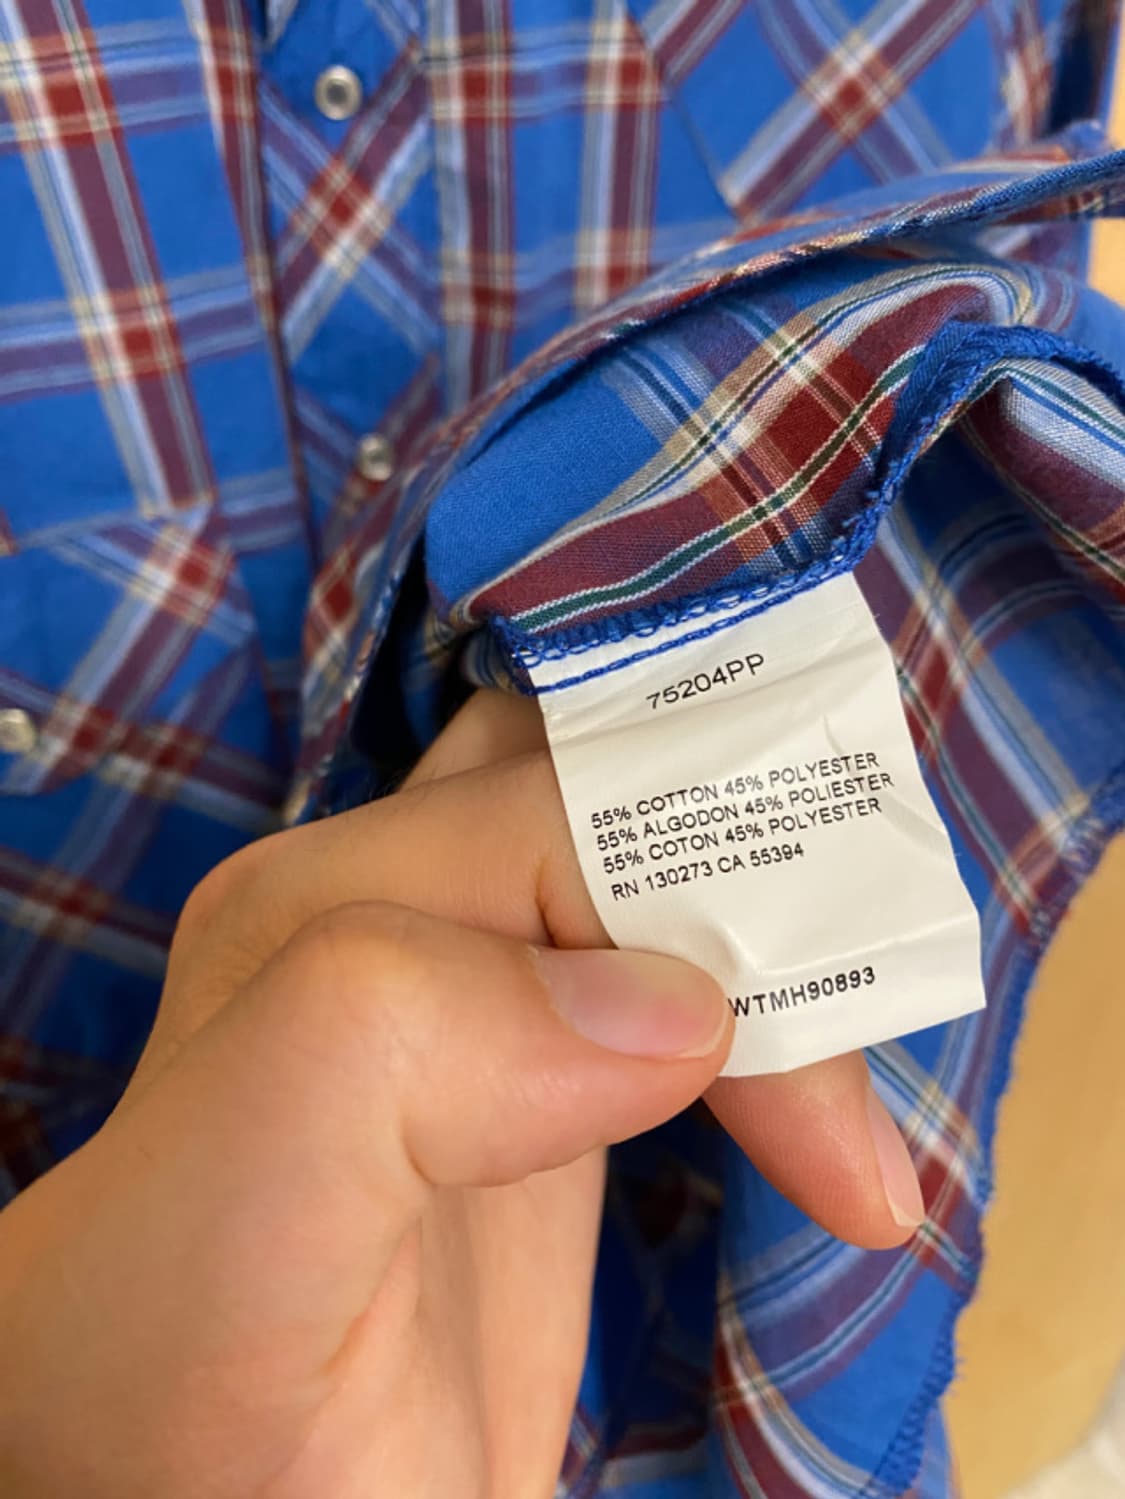 75204PP
55% COTTON 45% POLYESTER
55% ALGODON 45% POLIESTER
55% COTON 45% POLYESTER
RN 130273 CA 55394
WTMH90893